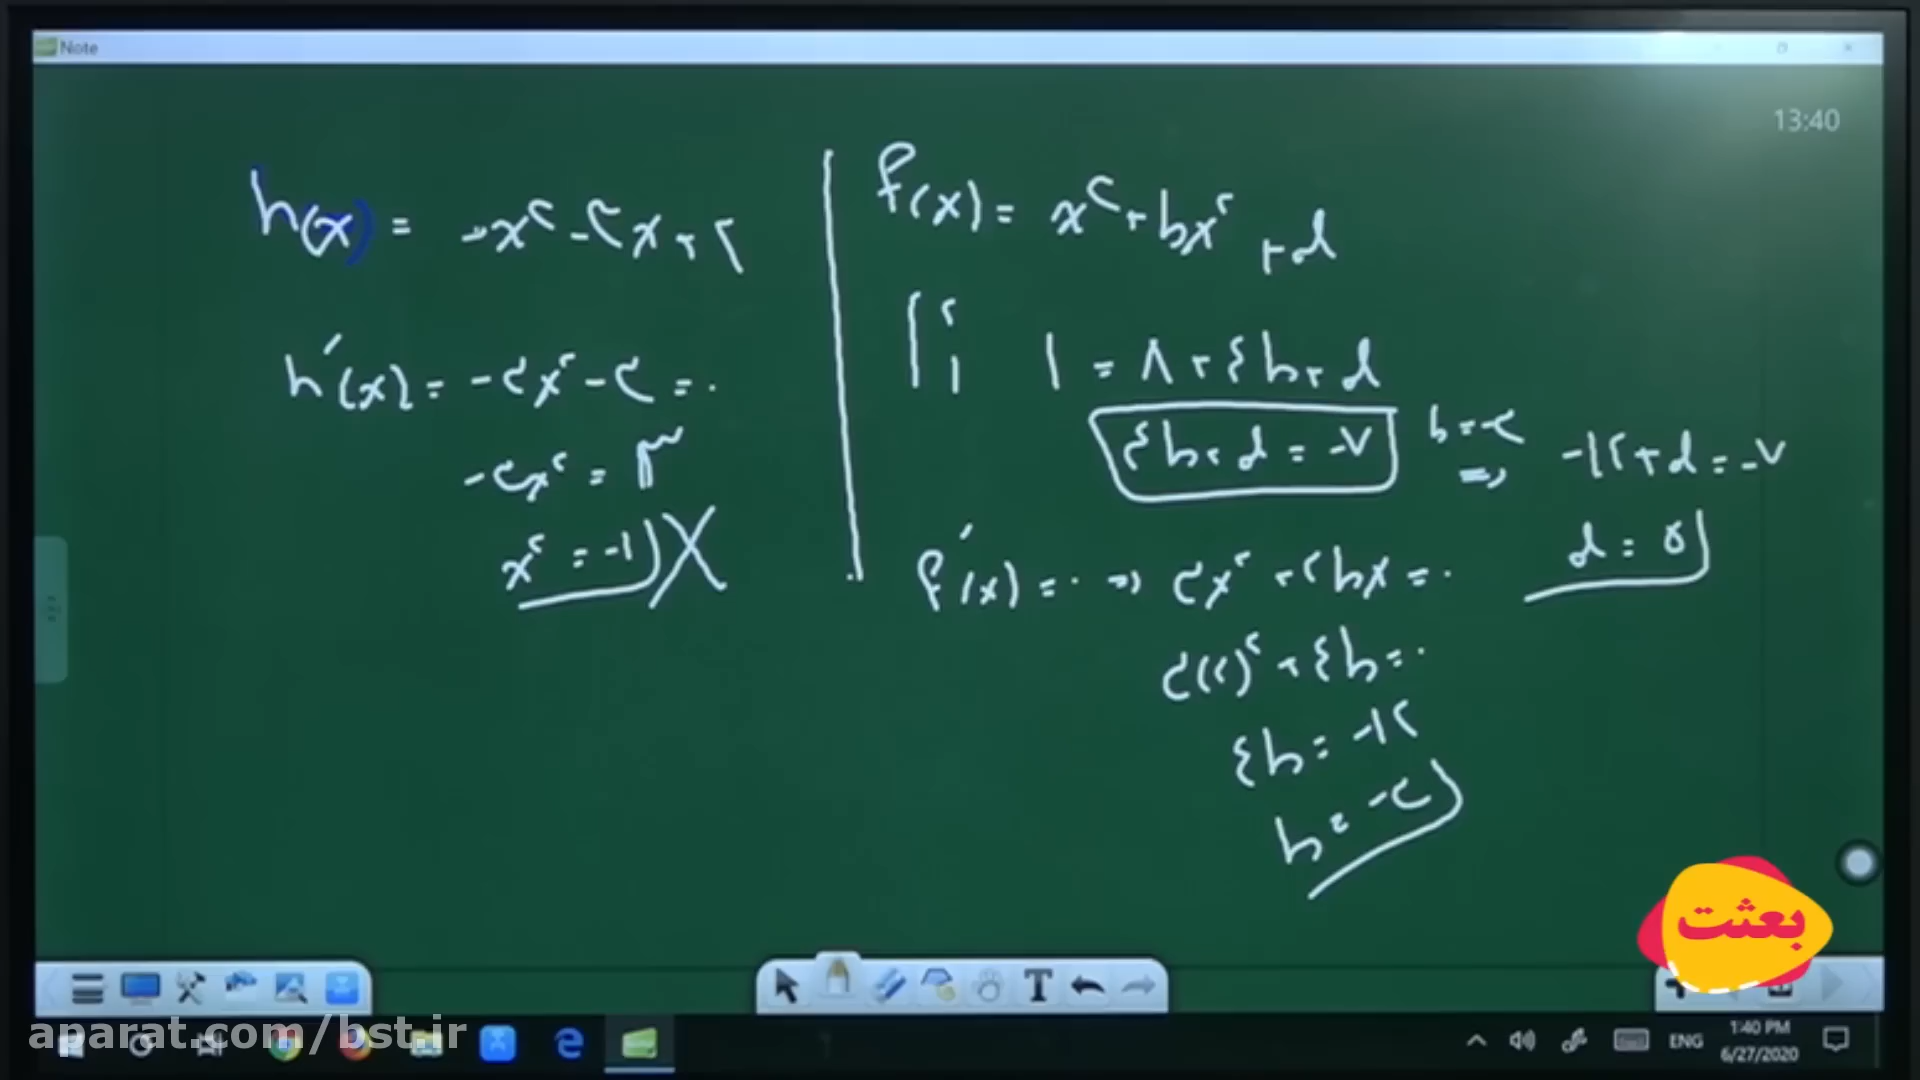 Note
13:40
h(x) = -x³ - ۳x + ۲
h′(x) = -۳x² - ۳ = ۰
-۳x² = ۳
x² = -۱
f(x) = x³ + bx² + d
۲
۱
۱ = ۸ + ۴b + d
۴b + d = -۷
b = -۳
⇒ -۱۲ + d = -۷
d = ۵
f′(x) = ۰ ⇒ ۳x² + ۲bx = ۰
۳(۲)² + ۴b = ۰
۴b = -۱۲
b = -۳
بعثت
aparat.com/bst.ir
ENG
1:40 PM
6/27/2020